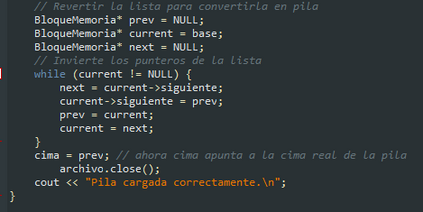 // Revertir la lista para convertirla en pila
BloqueMemoria* prev = NULL;
BloqueMemoria* current = base;
BloqueMemoria* next = NULL;
// Invierte los punteros de la lista
while (current != NULL) {
next = current->siguiente;
current->siguiente = prev;
prev = current;
current = next;
}
cima = prev; // ahora cima apunta a la cima real de la pila
archivo.close();
cout << "Pila cargada correctamente.\n";
}